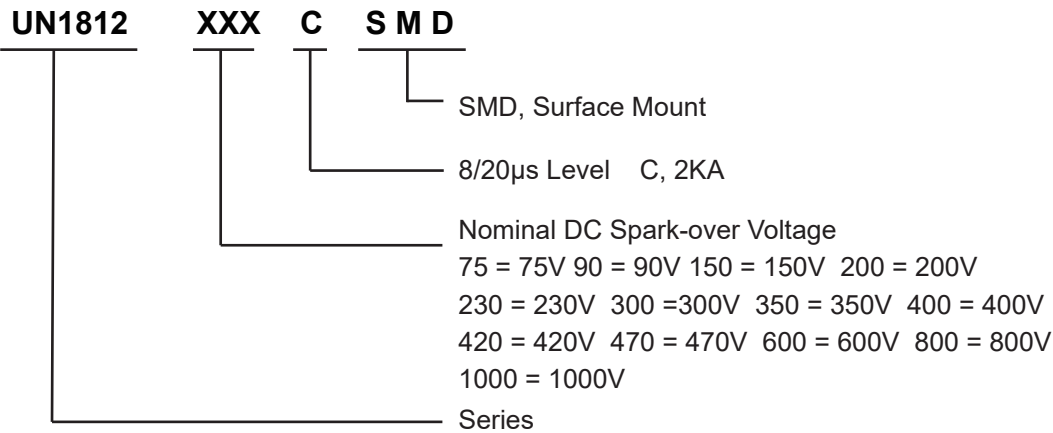 UN1812 XXX C S M D
SMD, Surface Mount
8/20μs Level C, 2KA
Nominal DC Spark-over Voltage
75 = 75V 90 = 90V 150 = 150V 200 = 200V
230 = 230V 300 =300V 350 = 350V 400 = 400V
420 = 420V 470 = 470V 600 = 600V 800 = 800V
1000 = 1000V
Series